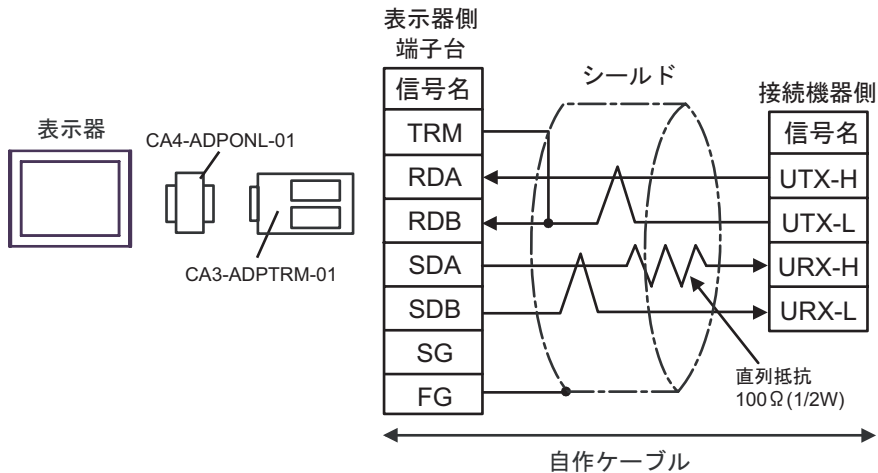 表示器
CA4-ADPONL-01
CA3-ADPTRM-01
表示器側
端子台
信号名
TRM
RDA
RDB
SDA
SDB
SG
FG
シールド
接続機器側
信号名
UTX-H
UTX-L
URX-H
URX-L
直列抵抗
100Ω(1/2W)
自作ケーブル